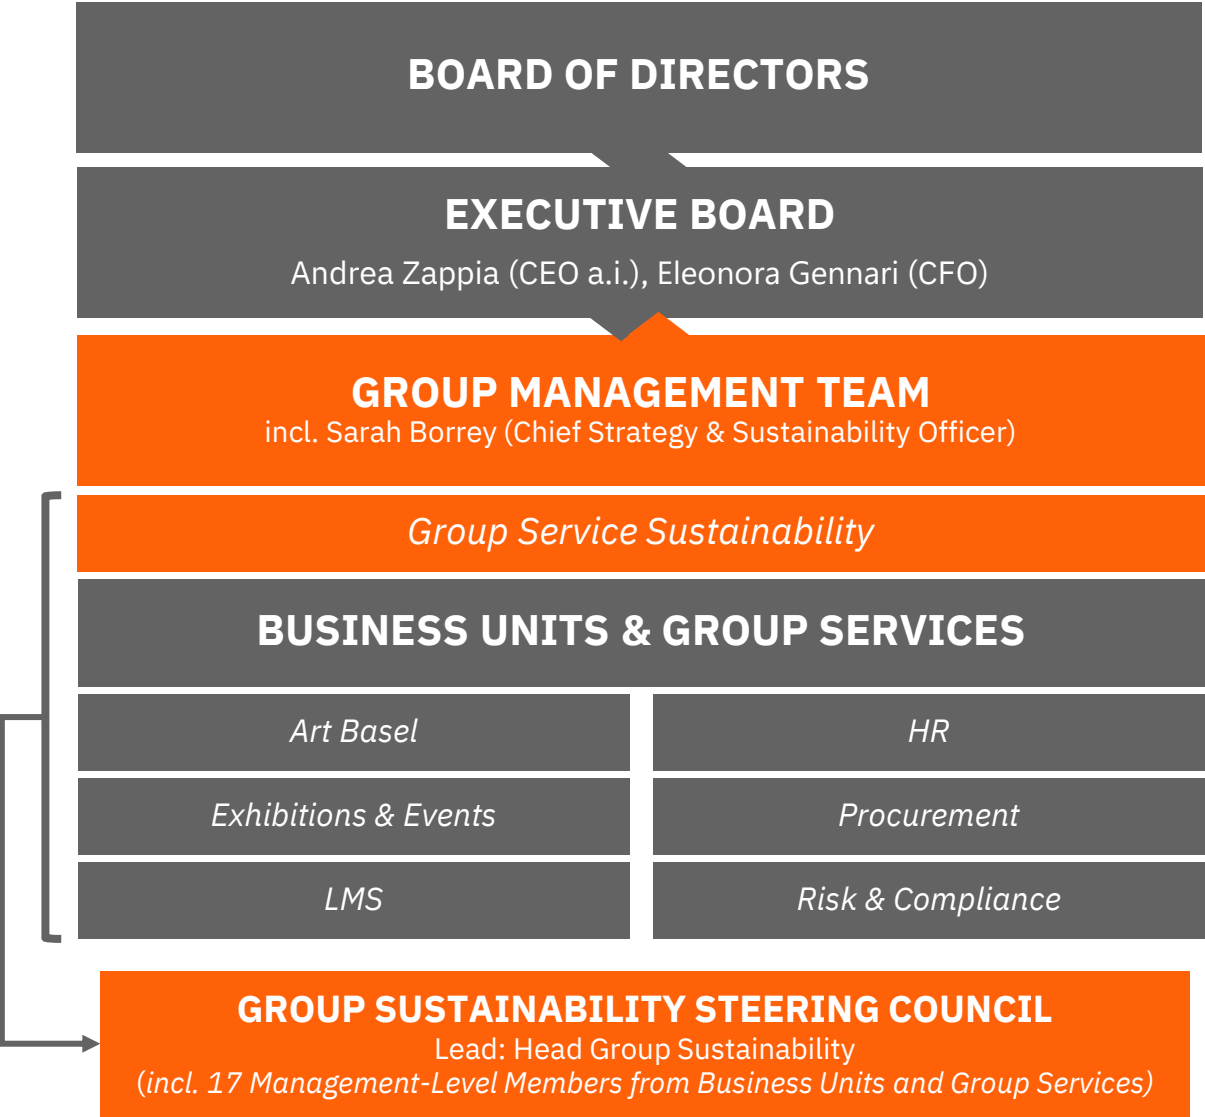 BOARD OF DIRECTORS
EXECUTIVE BOARD
Andrea Zappia (CEO a.i.), Eleonora Gennari (CFO)
GROUP MANAGEMENT TEAM
incl. Sarah Borrey (Chief Strategy & Sustainability Officer)
Group Service Sustainability
BUSINESS UNITS & GROUP SERVICES
Art Basel
HR
Exhibitions & Events
Procurement
LMS
Risk & Compliance
GROUP SUSTAINABILITY STEERING COUNCIL
Lead: Head Group Sustainability
(incl. 17 Management-Level Members from Business Units and Group Services)